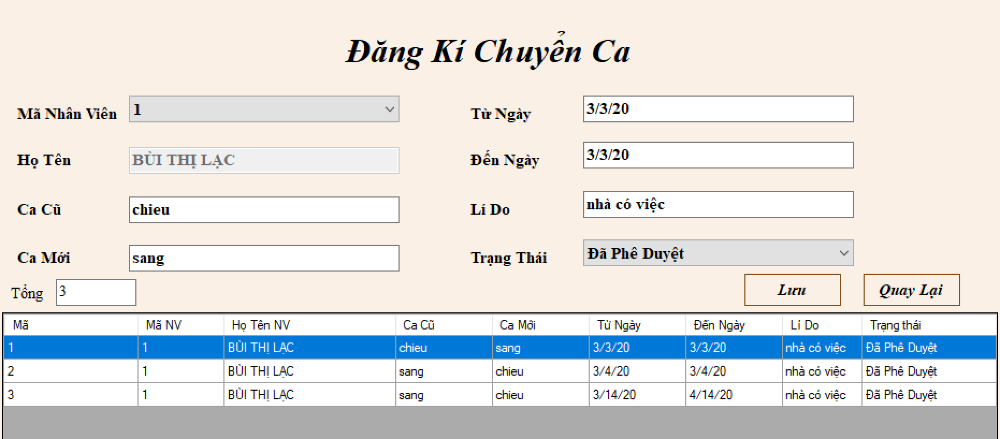 Đăng Kí Chuyển Ca
Mã Nhân Viên 1 Từ Ngày 3/3/20
Họ Tên BÙI THỊ LẠC Đến Ngày 3/3/20
Ca Cũ chieu Lí Do nhà có việc
Ca Mới sang Trạng Thái Đã Phê Duyệt
Tổng 3 Lưu Quay Lại
Mã Mã NV Họ Tên NV Ca Cũ Ca Mới Từ Ngày Đến Ngày Lí Do Trạng thái
1 1 BÙI THỊ LẠC chieu sang 3/3/20 3/3/20 nhà có việc Đã Phê Duyệt
2 1 BÙI THỊ LẠC sang chieu 3/4/20 3/4/20 nhà có việc Đã Phê Duyệt
3 1 BÙI THỊ LẠC sang chieu 3/14/20 4/14/20 nhà có việc Đã Phê Duyệt